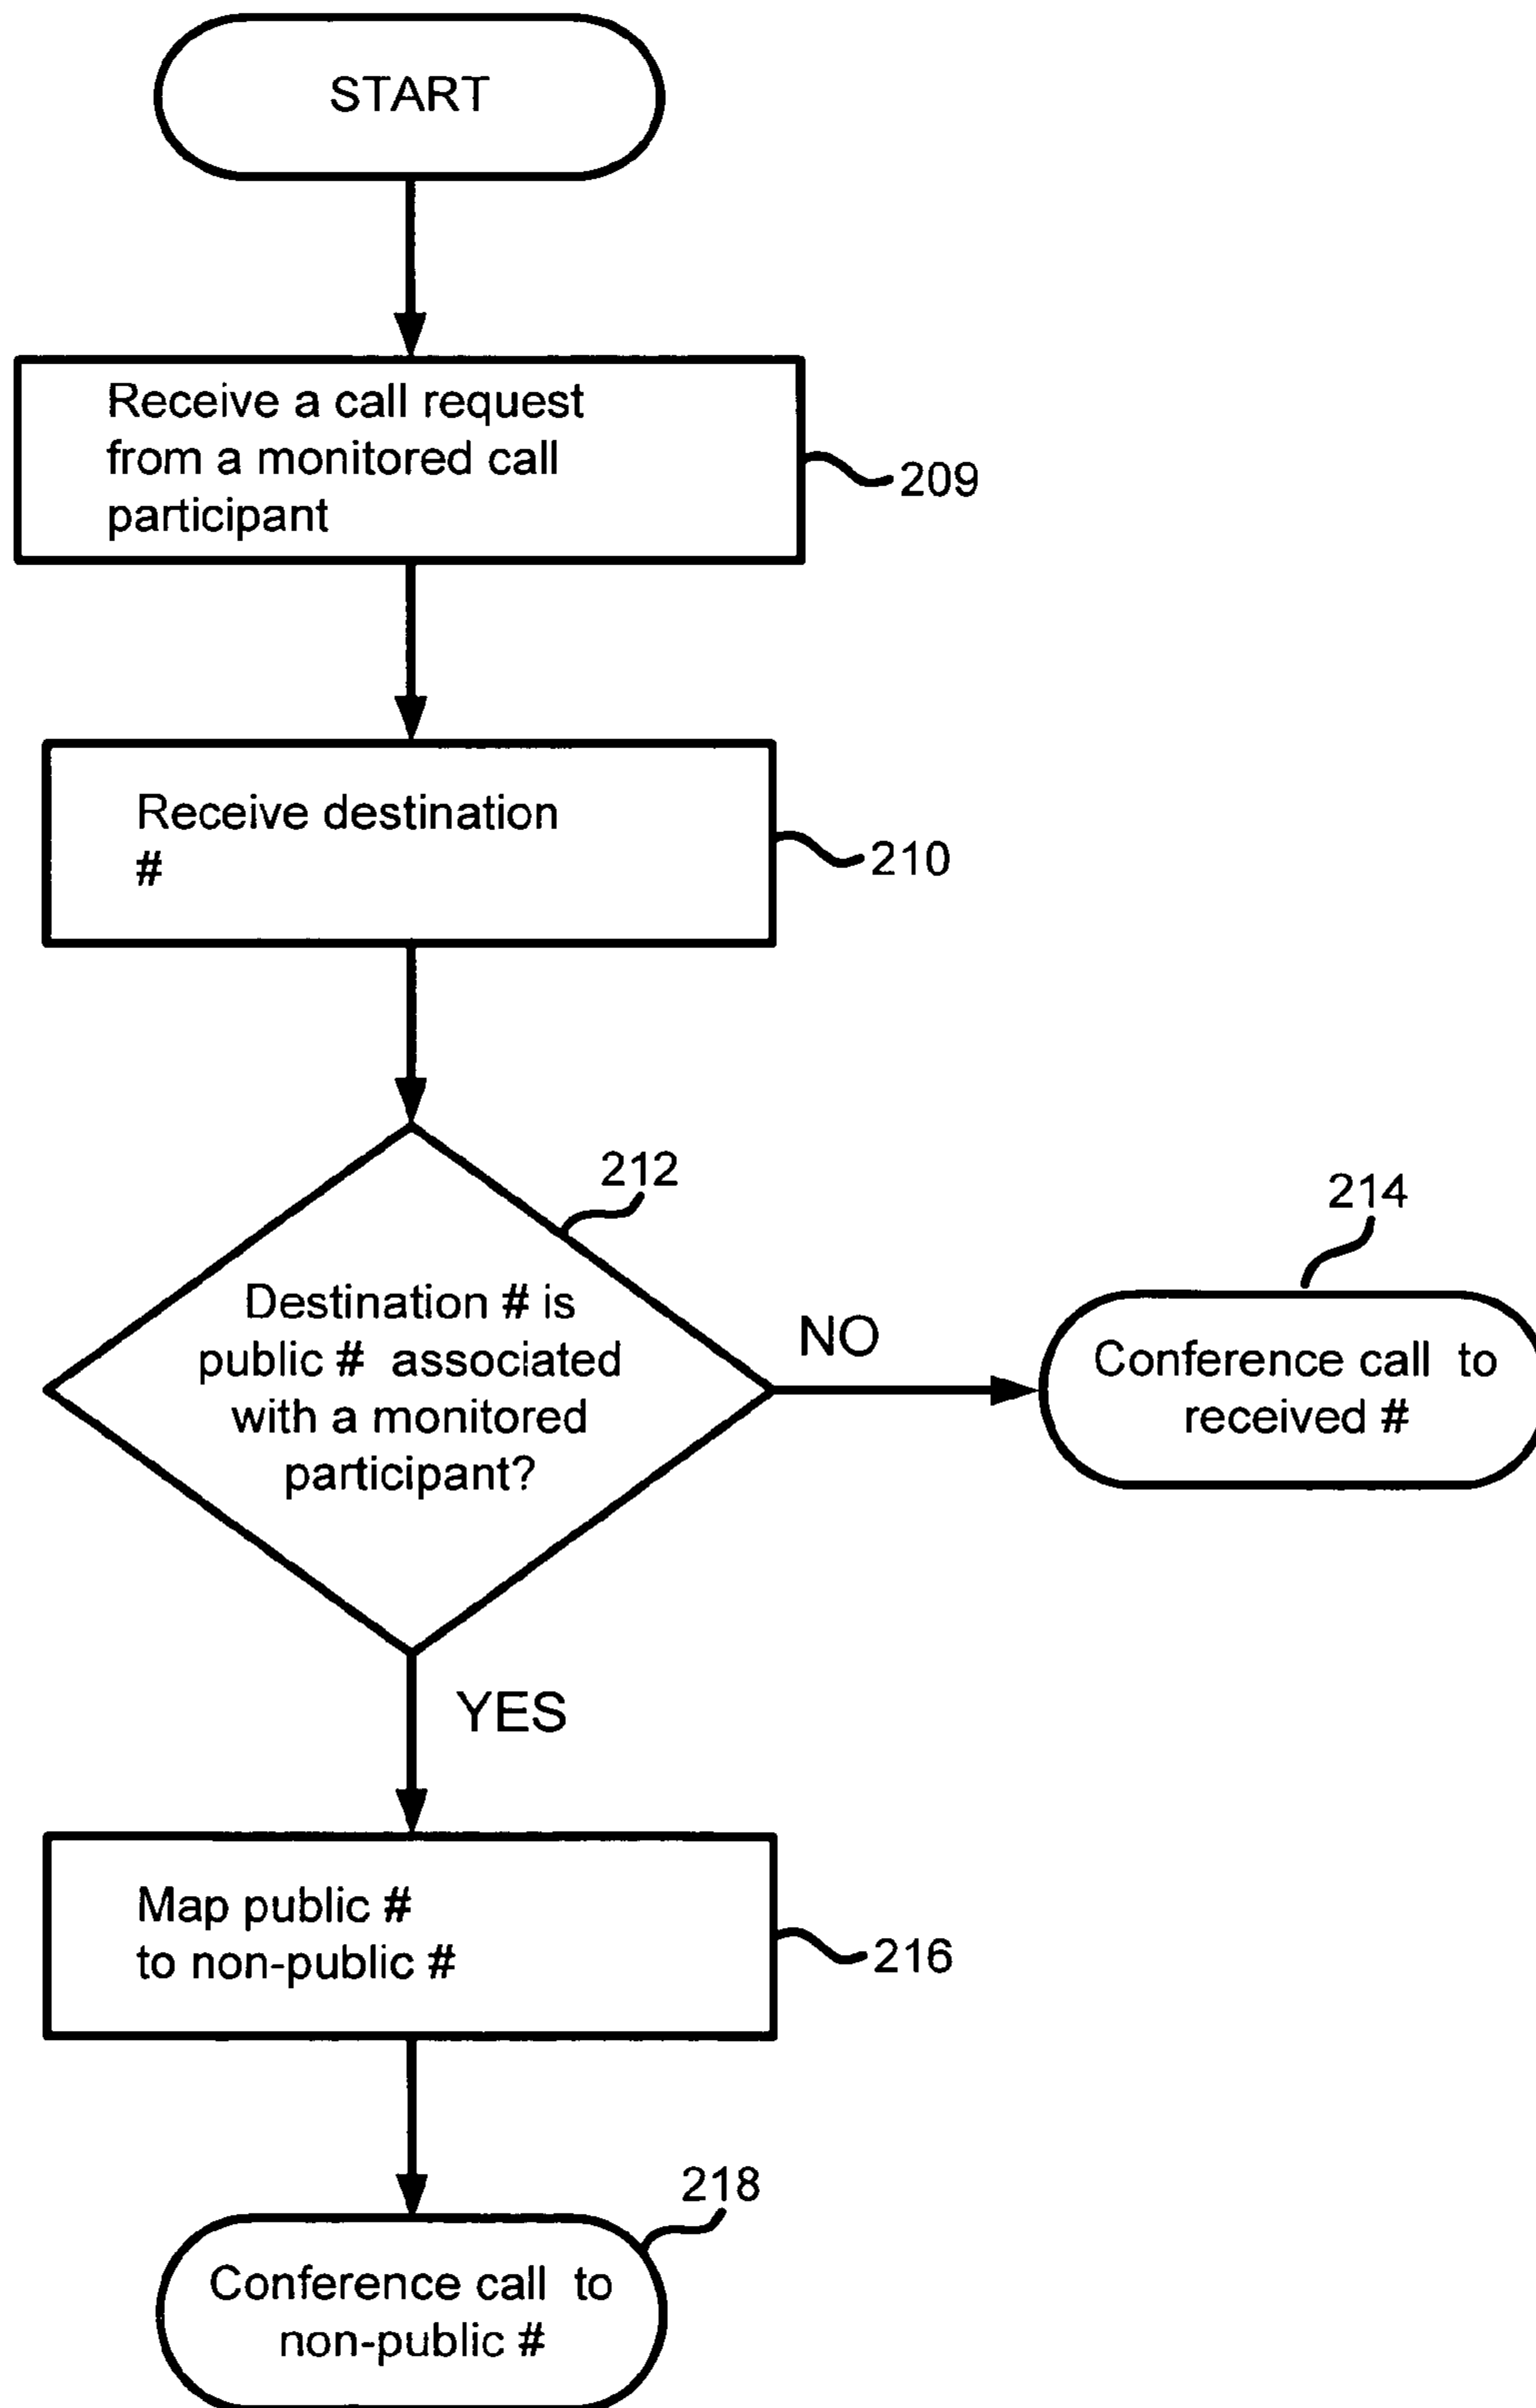 START
Receive a call request
from a monitored call
participant
209
Receive destination
#
210
212
Destination # is
public # associated
with a monitored
participant?
NO
214
Conference call to
received #
YES
Map public #
to non-public #
216
218
Conference call to
non-public #